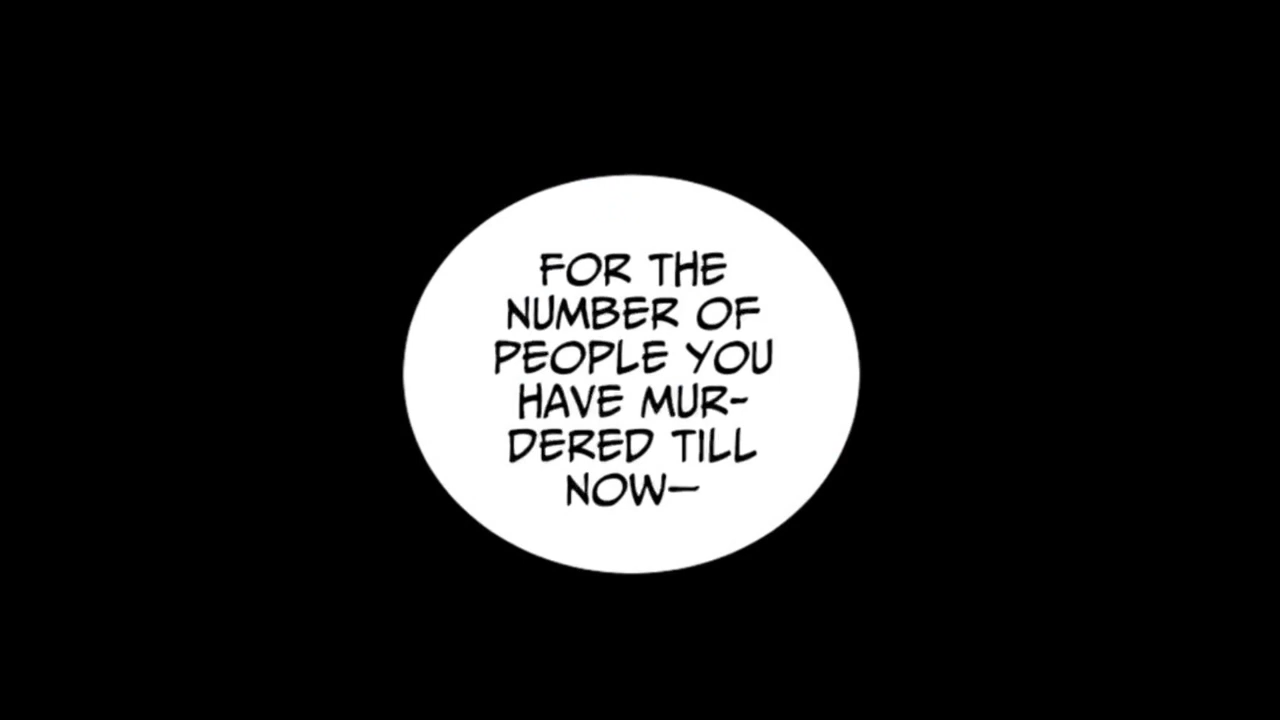 FOR THE
NUMBER OF
PEOPLE YOU
HAVE MUR-
DERED TILL
NOW—